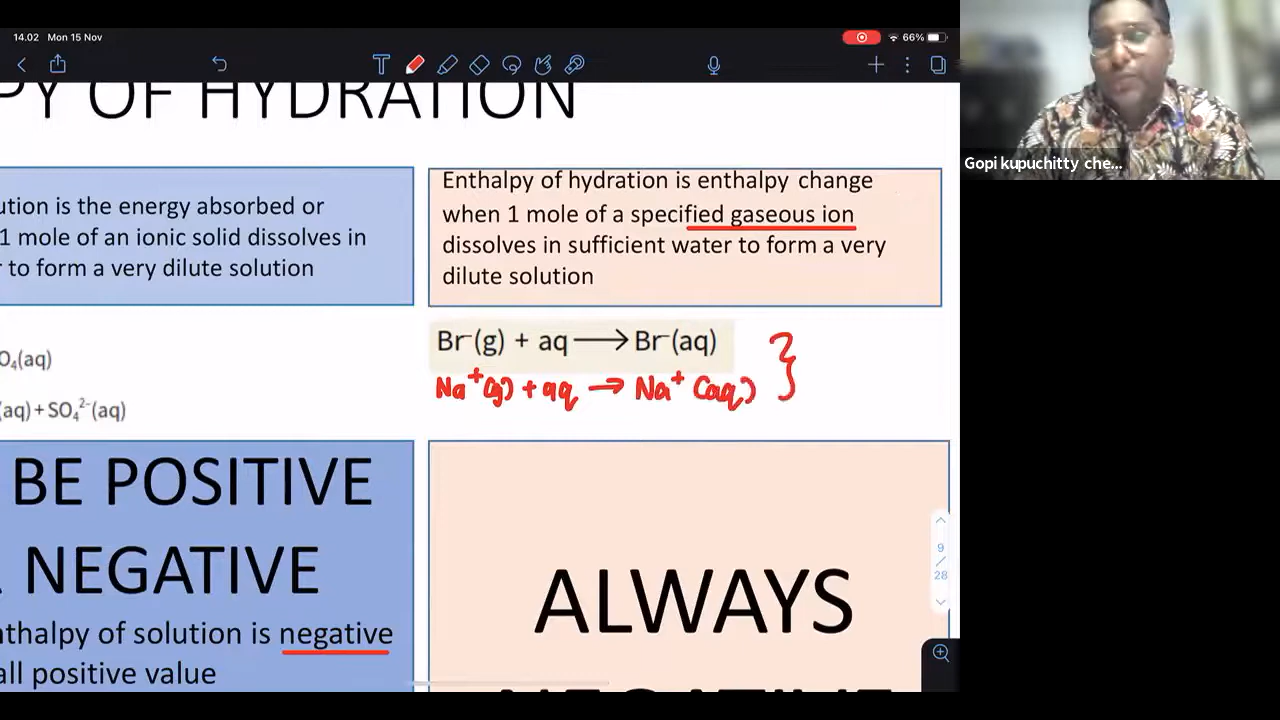 14.02 Mon 15 Nov
66%
PY OF HYDRATION
Gopi kupuchitty che...
ution is the energy absorbed or
1 mole of an ionic solid dissolves in
r to form a very dilute solution
Enthalpy of hydration is enthalpy change
when 1 mole of a specified gaseous ion
dissolves in sufficient water to form a very
dilute solution
O₄(aq)
(aq) + SO₄²⁻(aq)
Br⁻(g) + aq ⟶ Br⁻(aq)
Na⁺(g) + aq → Na⁺(aq)
BE POSITIVE
NEGATIVE
nthalpy of solution is negative
all positive value
ALWAYS
NEGATIVE
9
/
28